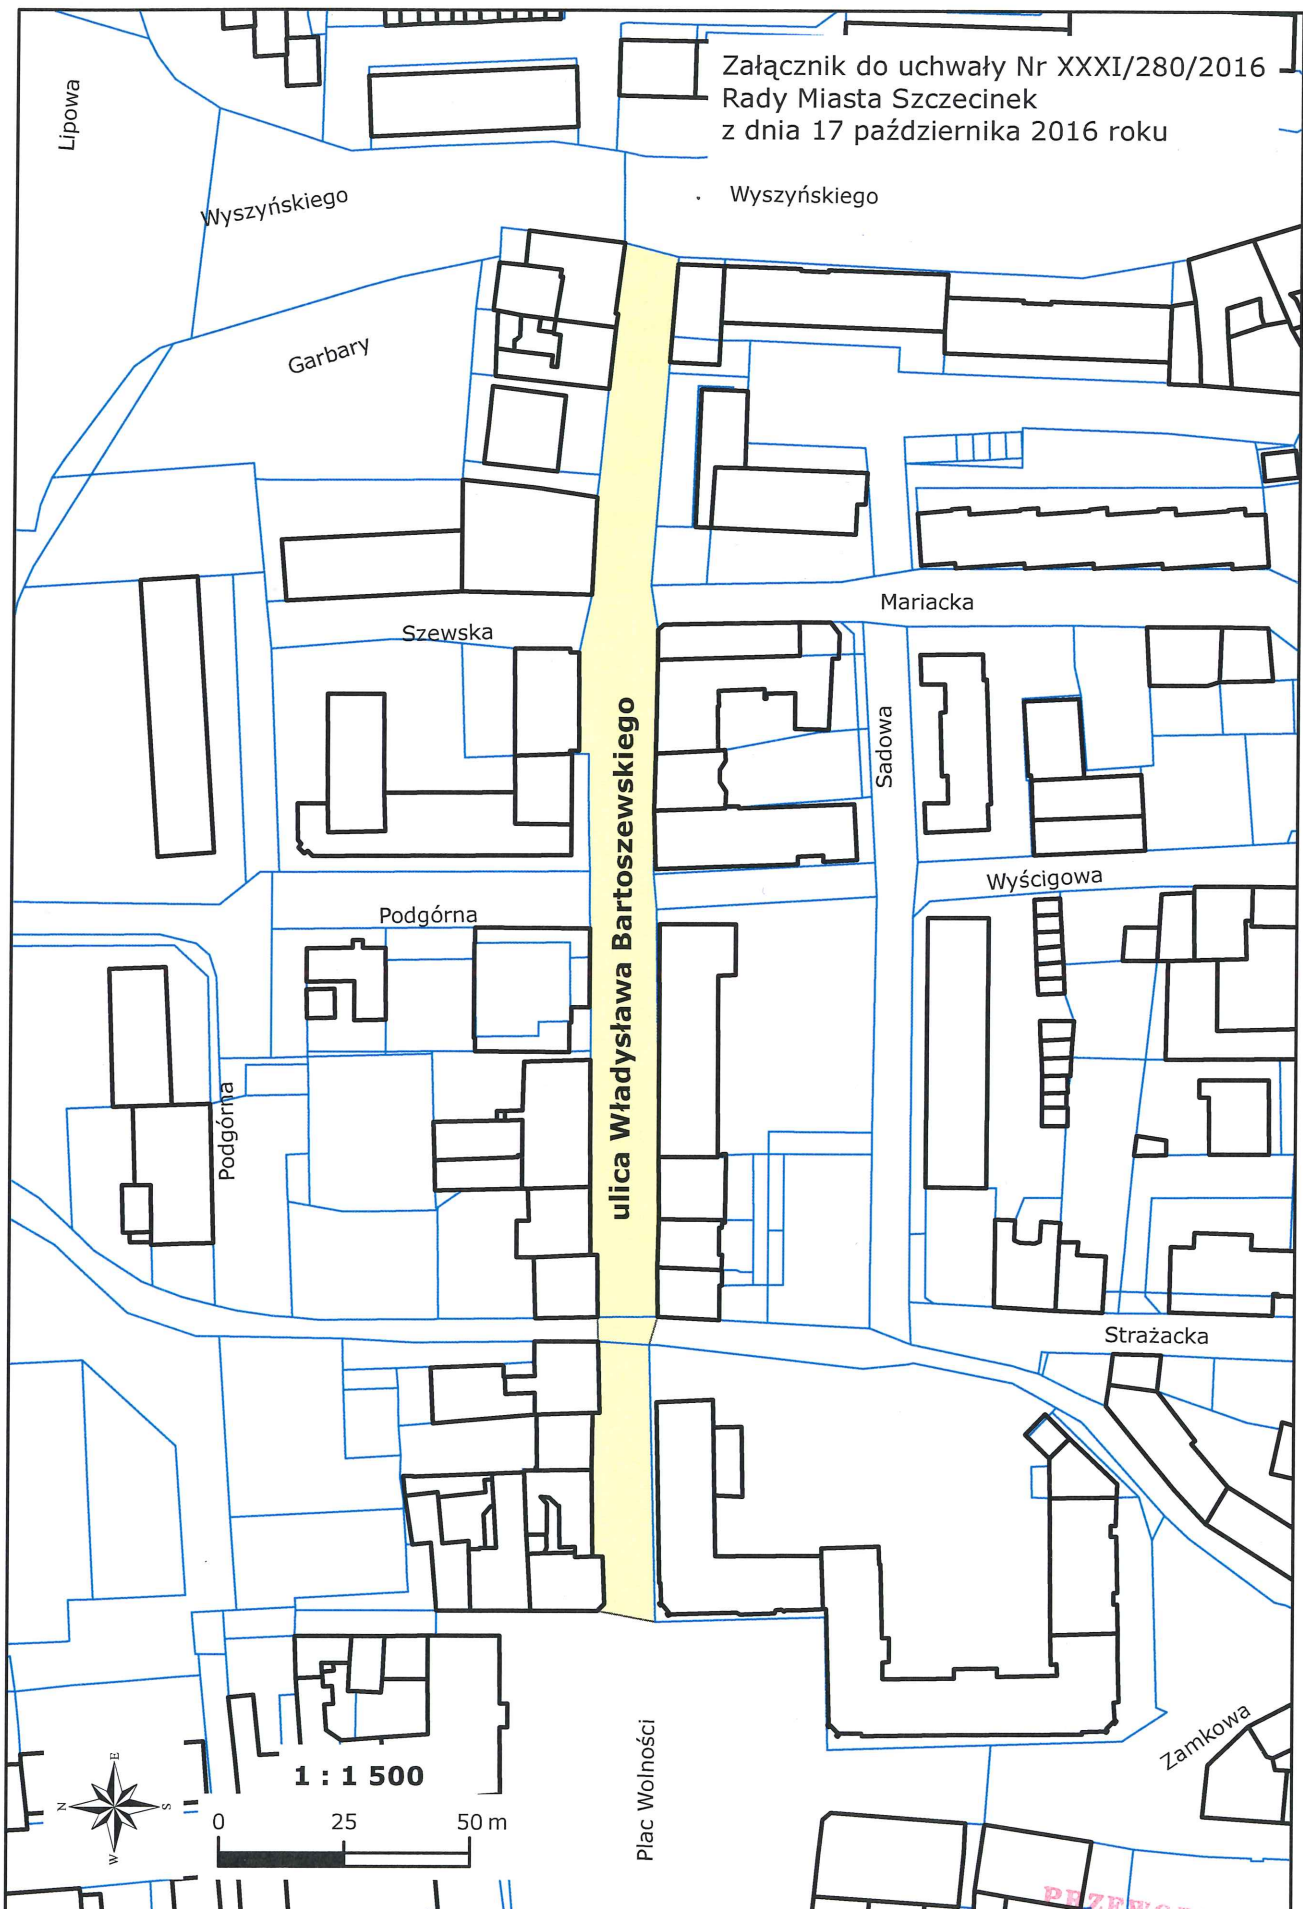 Załącznik do uchwały Nr XXXI/280/2016
Rady Miasta Szczecinek
z dnia 17 października 2016 roku
Lipowa
Wyszyńskiego
Wyszyńskiego
Garbary
Mariacka
Szewska
ulica Władysława Bartoszewskiego
Sadowa
Wyścigowa
Podgórna
Podgórna
Strażacka
Plac Wolności
Zamkowa
1 : 1 500
0 25 50 m
E
N S
W